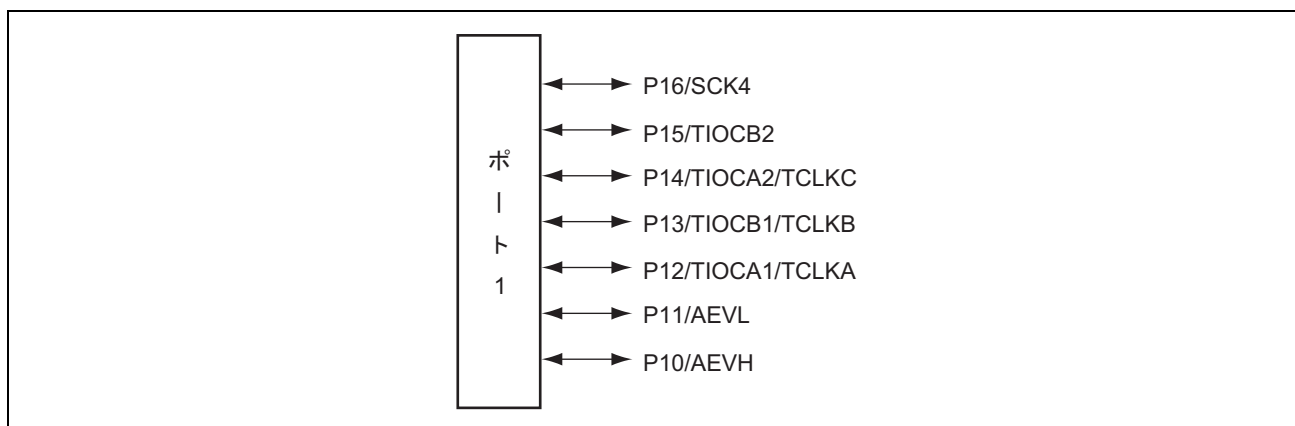 ポート1
P16/SCK4
P15/TIOCB2
P14/TIOCA2/TCLKC
P13/TIOCB1/TCLKB
P12/TIOCA1/TCLKA
P11/AEVL
P10/AEVH